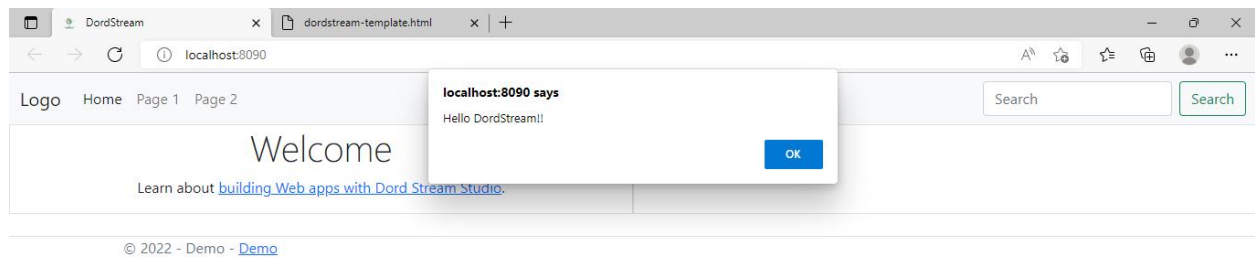 DordStream
dordstream-template.html
localhost:8090
localhost:8090 says
Hello DordStream!!
OK
Logo Home Page 1 Page 2
Search Search
Welcome
Learn about building Web apps with Dord Stream Studio.
© 2022 - Demo - Demo